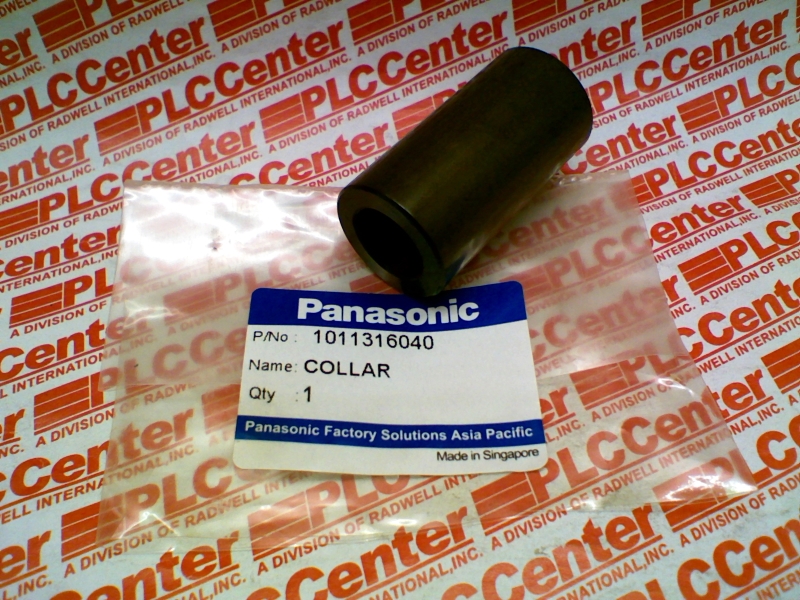 Panasonic
P/No : 1011316040
Name: COLLAR
Qty : 1
Panasonic Factory Solutions Asia Pacific
Made in Singapore
PLCCenter
A DIVISION OF RADWELL INTERNATIONAL, INC.